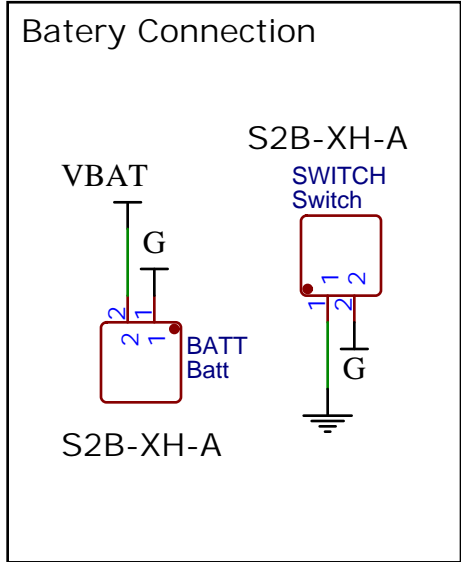 Batery Connection
S2B-XH-A
SWITCH
Switch
VBAT
G
1 2
1 2
G
2 1
2 1
BATT
Batt
S2B-XH-A